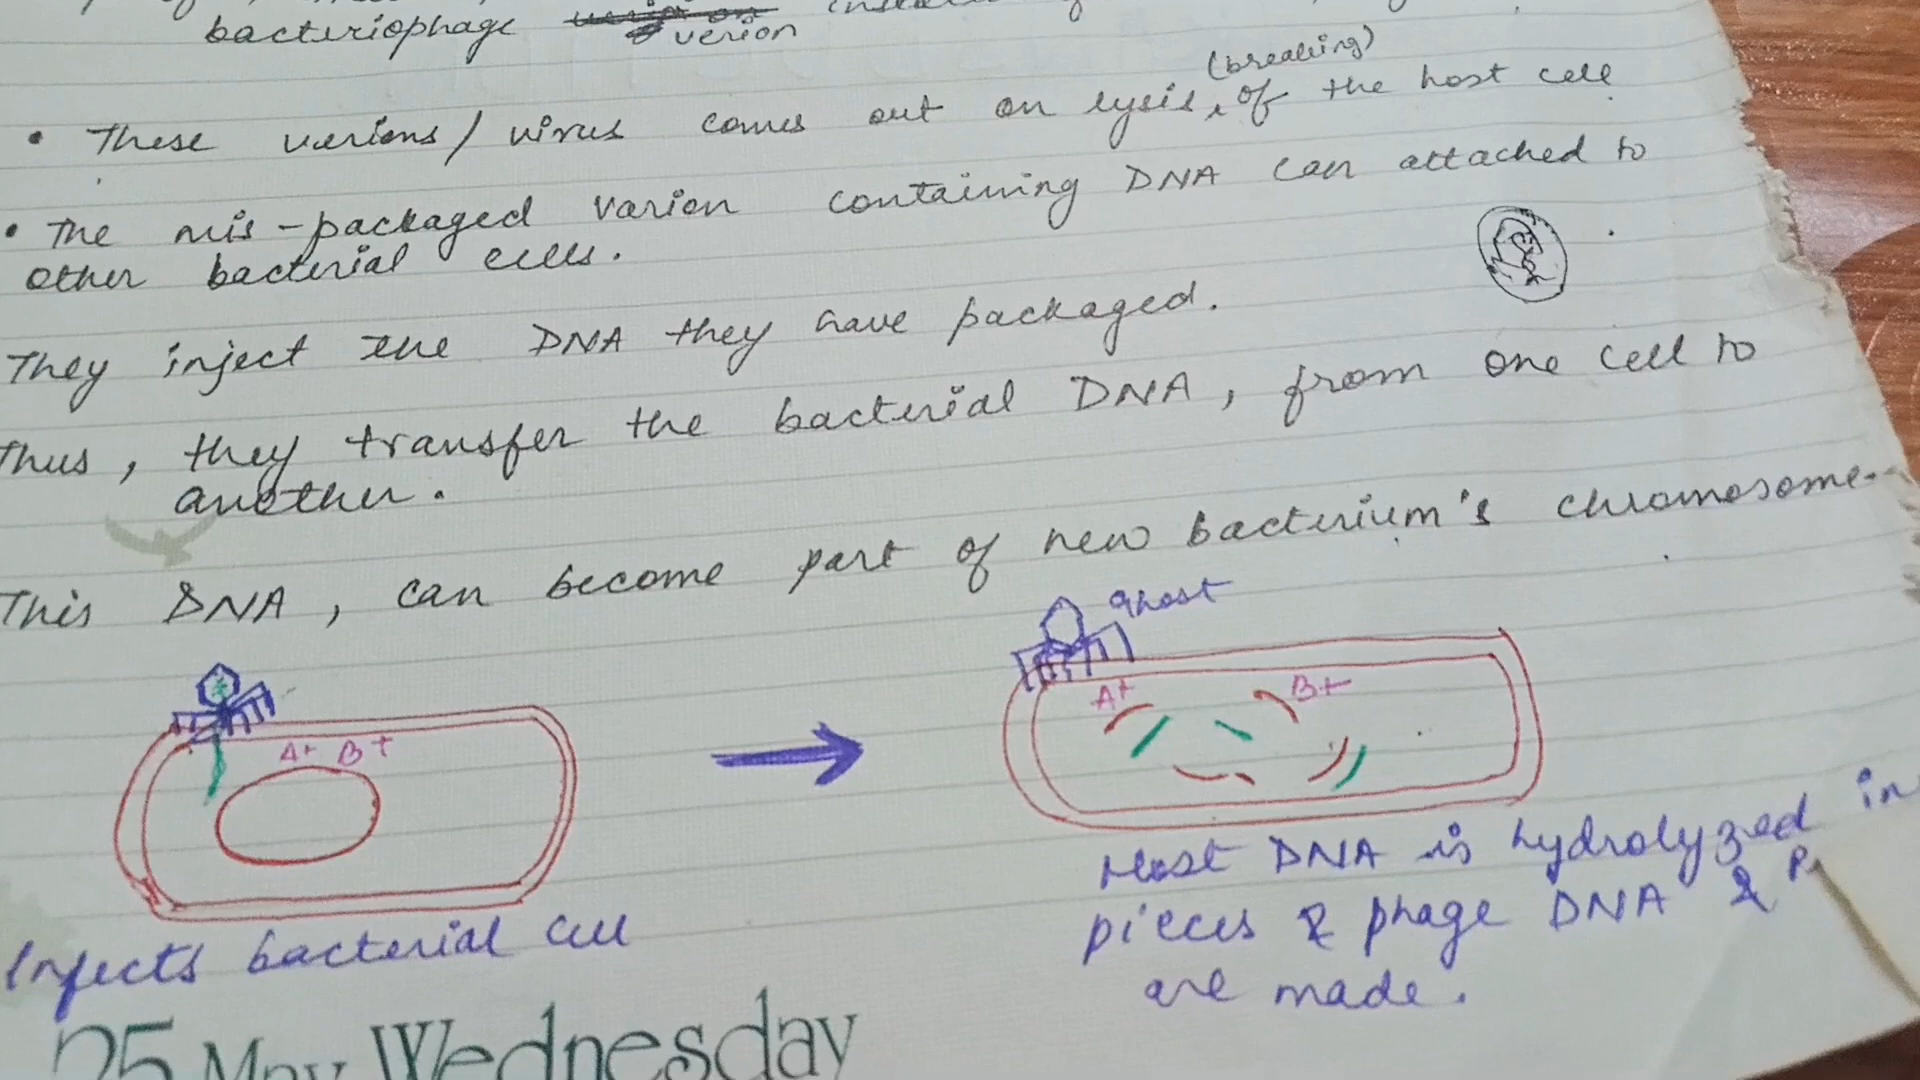 bacteriophage verion
(breaking)
• These verions / virus comes out on lysis, of the host cell
• The mis-packaged varion containing DNA can attached to
other bacterial cells.
They inject the DNA they have packaged.
Thus, they transfer the bacterial DNA, from one cell to
another.
This DNA, can become part of new bacterium's chromosome.
Ghost
A+ B+
A+ B+
Infects bacterial cell
Host DNA is hydrolyzed in
pieces & phage DNA &
are made.
25 May Wednesday